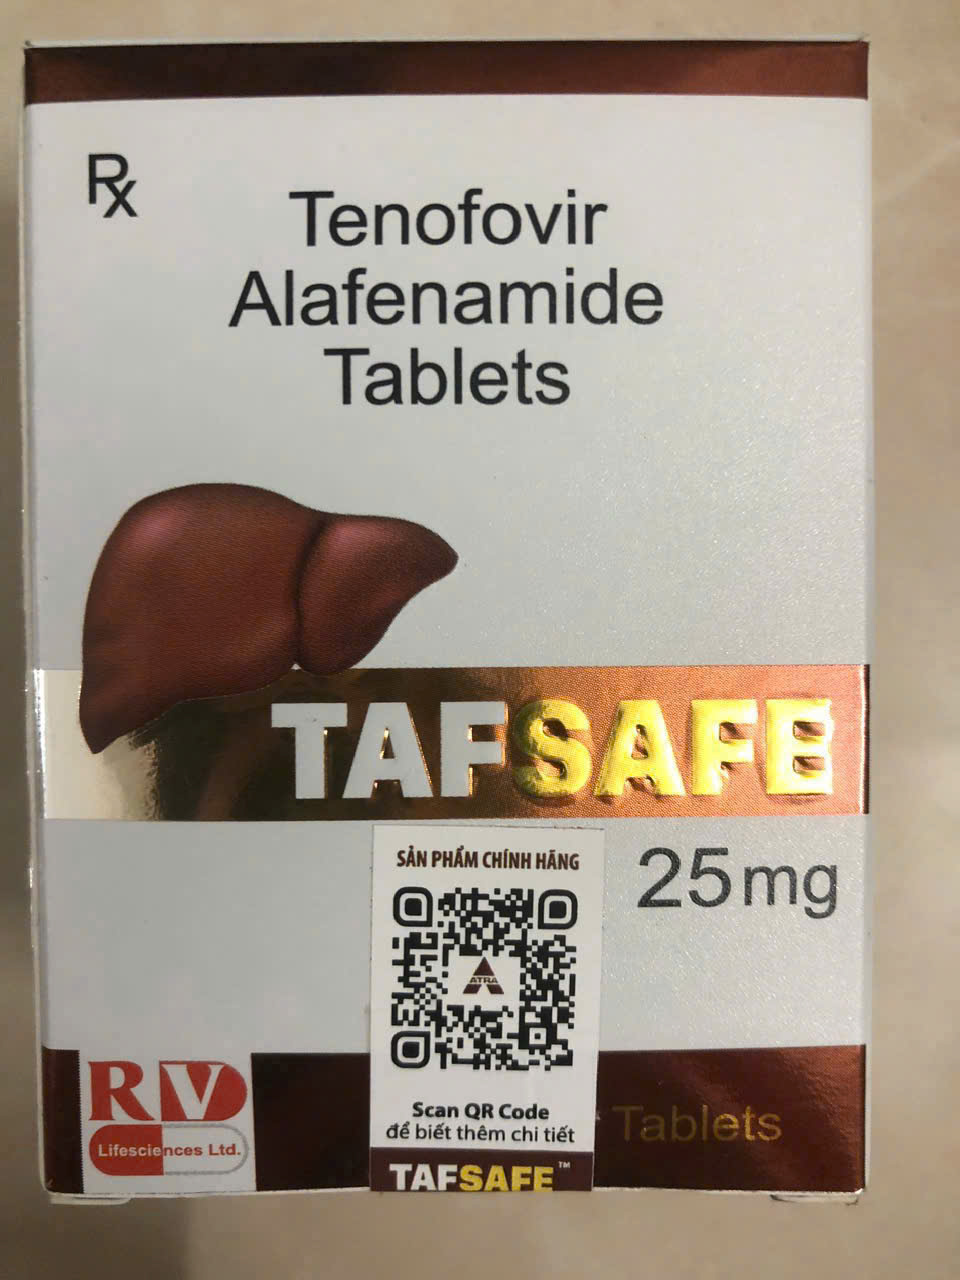 Rx
Tenofovir
Alafenamide
Tablets
TAFSAFE
SẢN PHẨM CHÍNH HÃNG
25mg
ATRA
Scan QR Code
để biết thêm chi tiết
TAFSAFE™
RV
Lifesciences Ltd.
Tablets